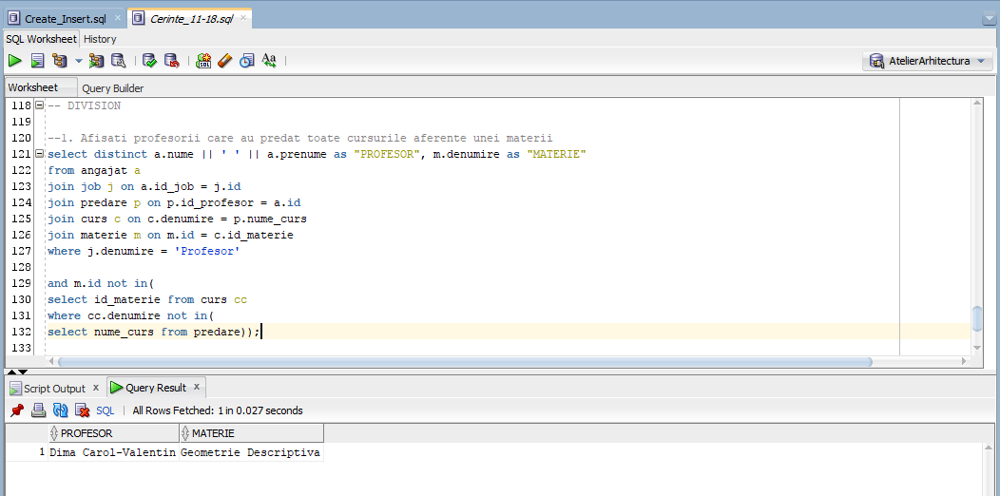 Create_Insert.sql × Cerinte_11-18.sql ×
SQL Worksheet History
Aa AtelierArhitectura
Worksheet Query Builder
118 -- DIVISION
119
120 --1. Afisati profesorii care au predat toate cursurile aferente unei materii
121 select distinct a.nume || ' ' || a.prenume as "PROFESOR", m.denumire as "MATERIE"
122 from angajat a
123 join job j on a.id_job = j.id
124 join predare p on p.id_profesor = a.id
125 join curs c on c.denumire = p.nume_curs
126 join materie m on m.id = c.id_materie
127 where j.denumire = 'Profesor'
128
129 and m.id not in(
130 select id_materie from curs cc
131 where cc.denumire not in(
132 select nume_curs from predare));
133
Script Output x Query Result x
SQL | All Rows Fetched: 1 in 0.027 seconds
PROFESOR MATERIE
1 Dima Carol-Valentin Geometrie Descriptiva